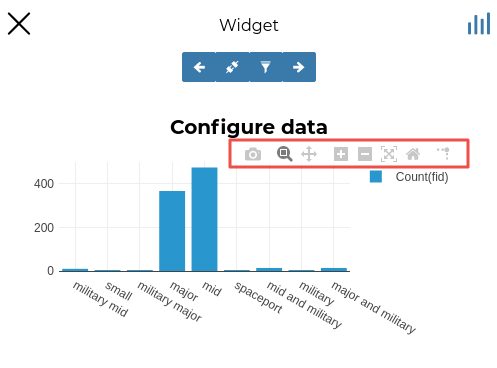 Widget
Configure data
400
200
0
Count(fid)
military mid
small
military major
major
mid
spaceport
mid and military
military
major and military